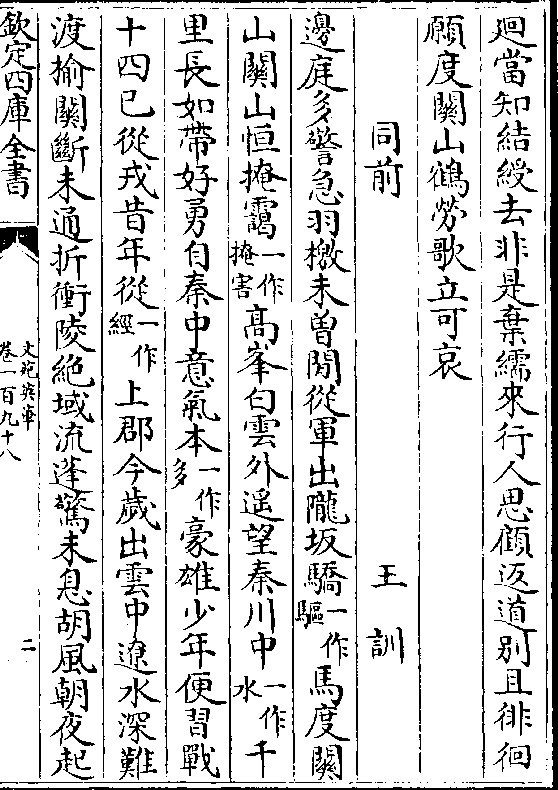 廻當知結綬去非是棄繻來行人思顧返道别且徘徊
願度關山鶴勞歌立可哀
同前 王訓
邊庭多警急羽檄未曽閒從軍出隴坂驕一作驅馬度關
山關山恒掩靄一作掩害高峯白雲外遥望秦川中一作水千
里長如帶好勇自秦中意氣本一作多豪雄少年便習戰
十四已從戎昔年從一作經上郡今歲出雲中遼水深難
渡揄關斷未通折衝陵絶域流蓬驚未息胡風朝夜起
欽定四庫全書
文苑英華
卷一百九十八
二